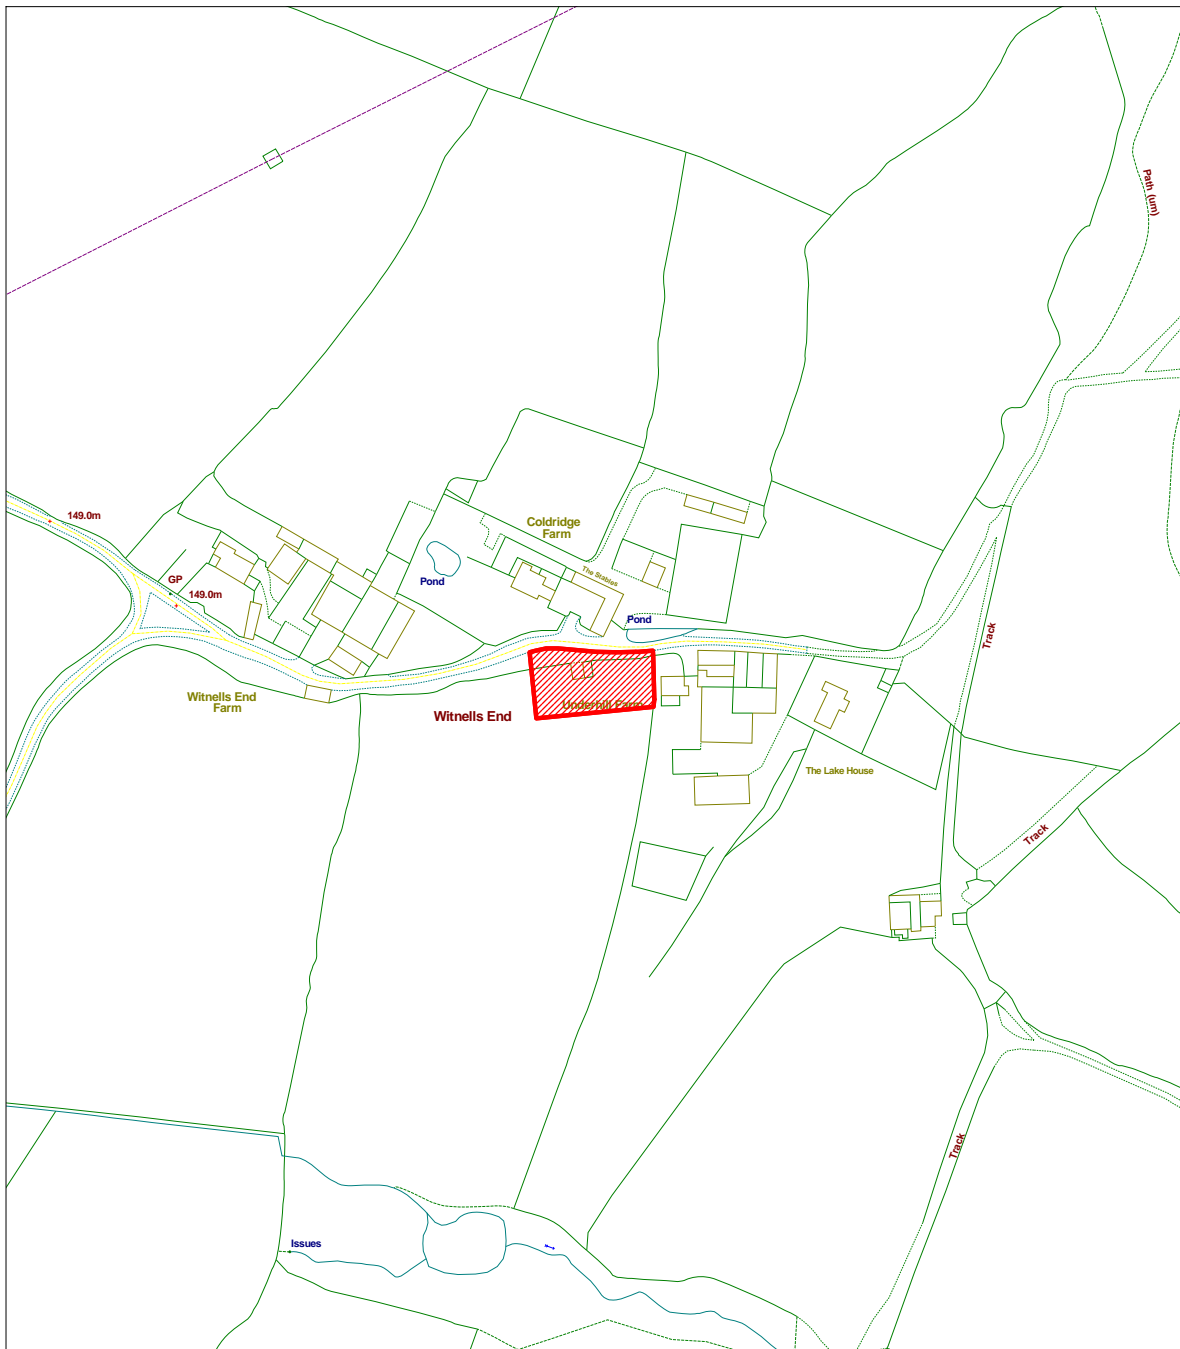 Path (um)
149.0m
Coldridge
Farm
The Stables
Pond
GP
149.0m
Pond
Track
Witnells End
Farm
Witnells End
Underhill Farm
The Lake House
Track
Track
Issues